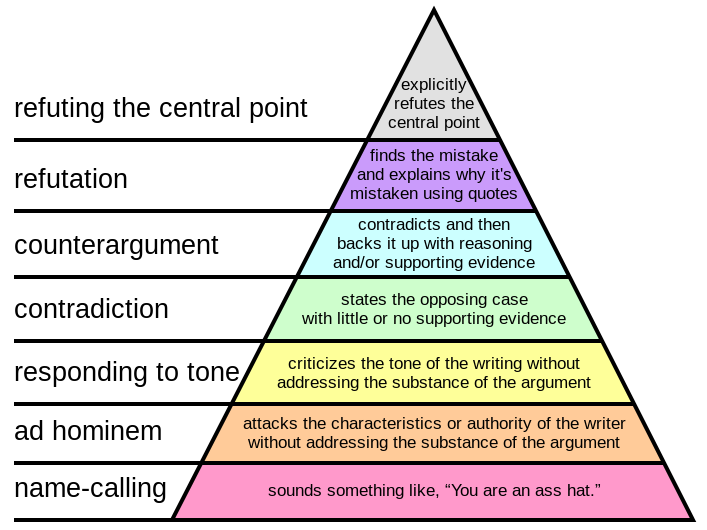 explicitly
refutes the
central point
refuting the central point
finds the mistake
and explains why it's
mistaken using quotes
refutation
contradicts and then
backs it up with reasoning
and/or supporting evidence
counterargument
states the opposing case
with little or no supporting evidence
contradiction
criticizes the tone of the writing without
addressing the substance of the argument
responding to tone
attacks the characteristics or authority of the writer
without addressing the substance of the argument
ad hominem
sounds something like, “You are an ass hat.”
name-calling